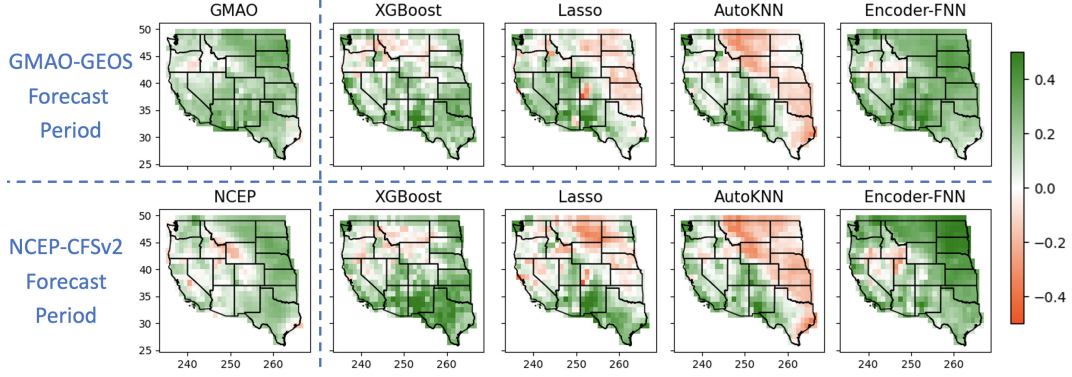 GMAO XGBoost Lasso AutoKNN Encoder-FNN
GMAO-GEOS
Forecast
Period
50
45
40
35
30
25
0.4
0.2
0.0
−0.2
−0.4
NCEP XGBoost Lasso AutoKNN Encoder-FNN
NCEP-CFSv2
Forecast
Period
50
45
40
35
30
25
240 250 260 240 250 260 240 250 260 240 250 260 240 250 260